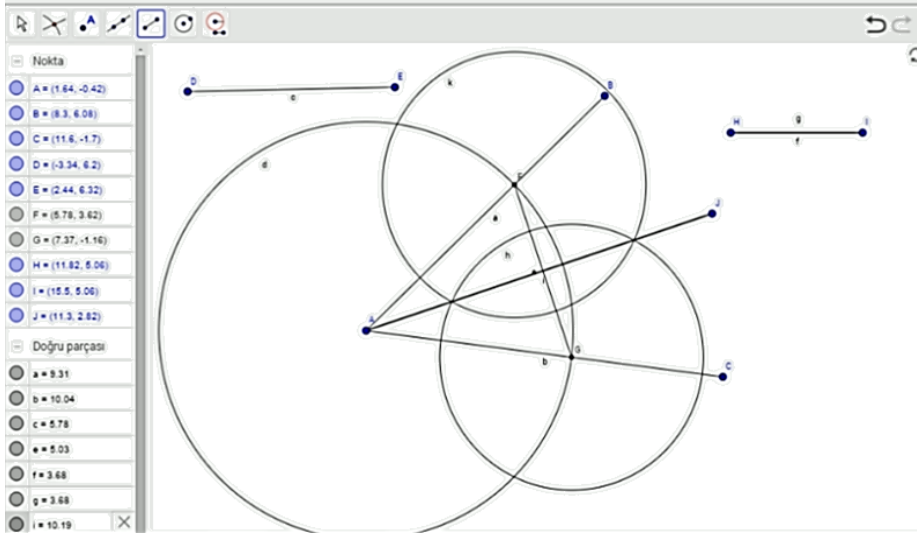 Nokta
A = (1.64, -0.42)
B = (8.3, 6.08)
C = (11.6, -1.7)
D = (-3.34, 6.2)
E = (2.44, 6.32)
F = (5.78, 3.62)
G = (7.37, -1.16)
H = (11.82, 5.06)
I = (15.5, 5.06)
J = (11.3, 2.82)
Doğru parçası
a = 9.31
b = 10.04
c = 5.78
e = 5.03
f = 3.68
g = 3.68
i = 10.19
A
D
E
c
k
B
d
H
g
I
f
F
J
a
h
e
i
A
G
b
C